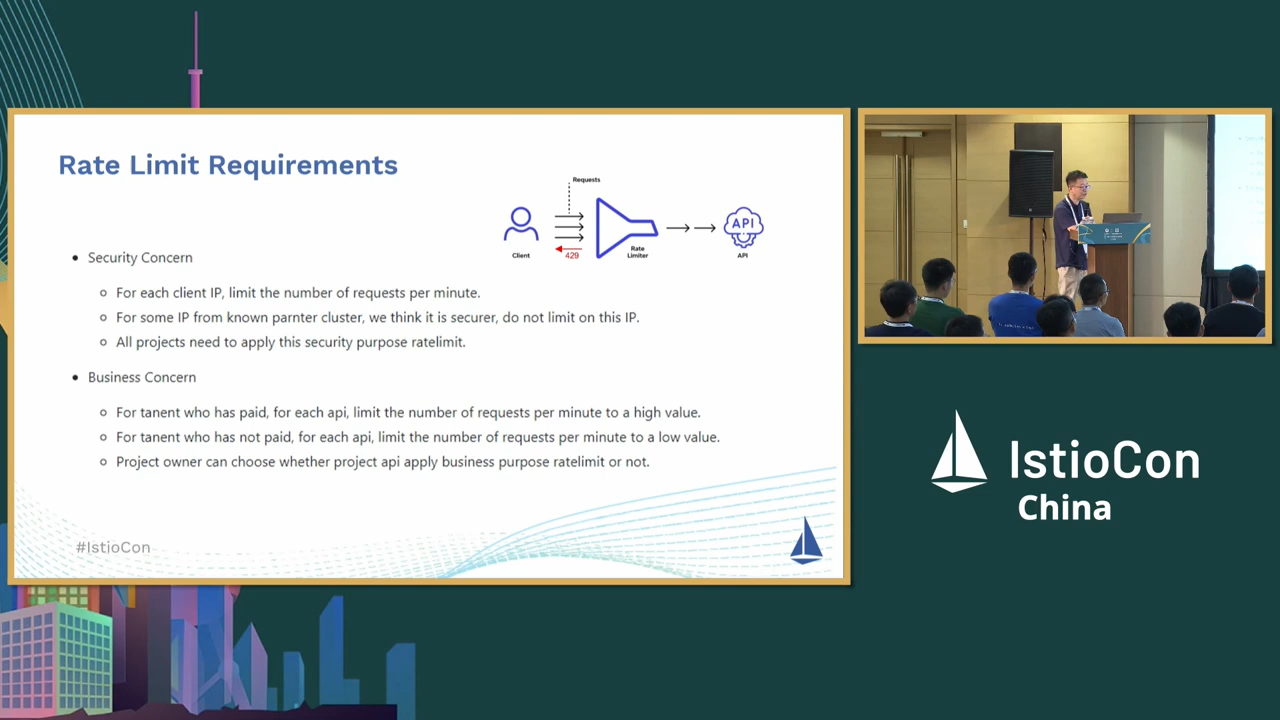 Rate Limit Requirements
Requests
Client
429
Rate
Limiter
API
API
• Security Concern
○ For each client IP, limit the number of requests per minute.
○ For some IP from known parnter cluster, we think it is securer, do not limit on this IP.
○ All projects need to apply this security purpose ratelimit.
• Business Concern
○ For tanent who has paid, for each api, limit the number of requests per minute to a high value.
○ For tanent who has not paid, for each api, limit the number of requests per minute to a low value.
○ Project owner can choose whether project api apply business purpose ratelimit or not.
#IstioCon
IstioCon
China